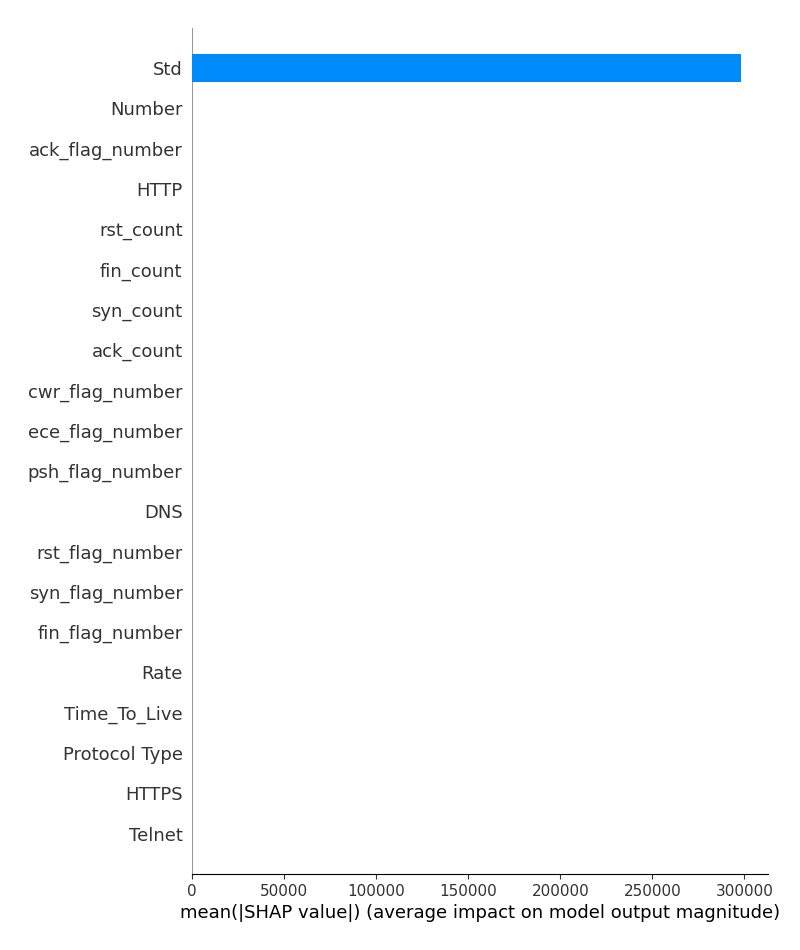 Std
Number
ack_flag_number
HTTP
rst_count
fin_count
syn_count
ack_count
cwr_flag_number
ece_flag_number
psh_flag_number
DNS
rst_flag_number
syn_flag_number
fin_flag_number
Rate
Time_To_Live
Protocol Type
HTTPS
Telnet
0 50000 100000 150000 200000 250000 300000
mean(|SHAP value|) (average impact on model output magnitude)